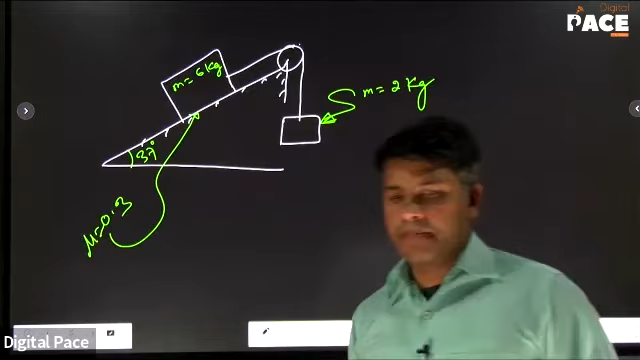 Digital
PACE
m = 6 kg
m = 2 kg
37°
μ=0.3
Digital Pace